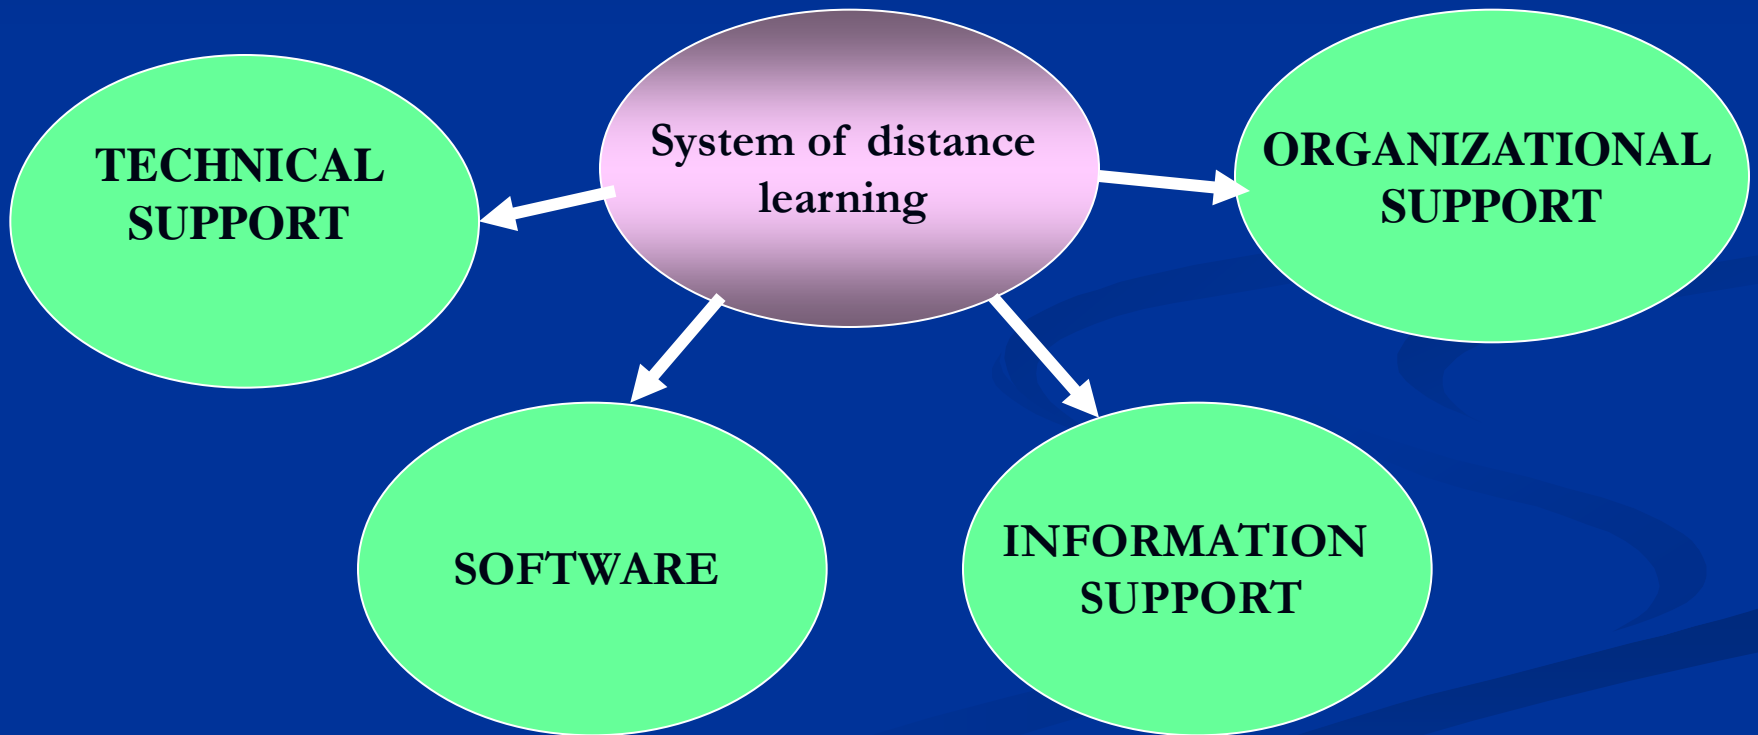 System of distance
learning
TECHNICAL
SUPPORT
ORGANIZATIONAL
SUPPORT
SOFTWARE
INFORMATION
SUPPORT